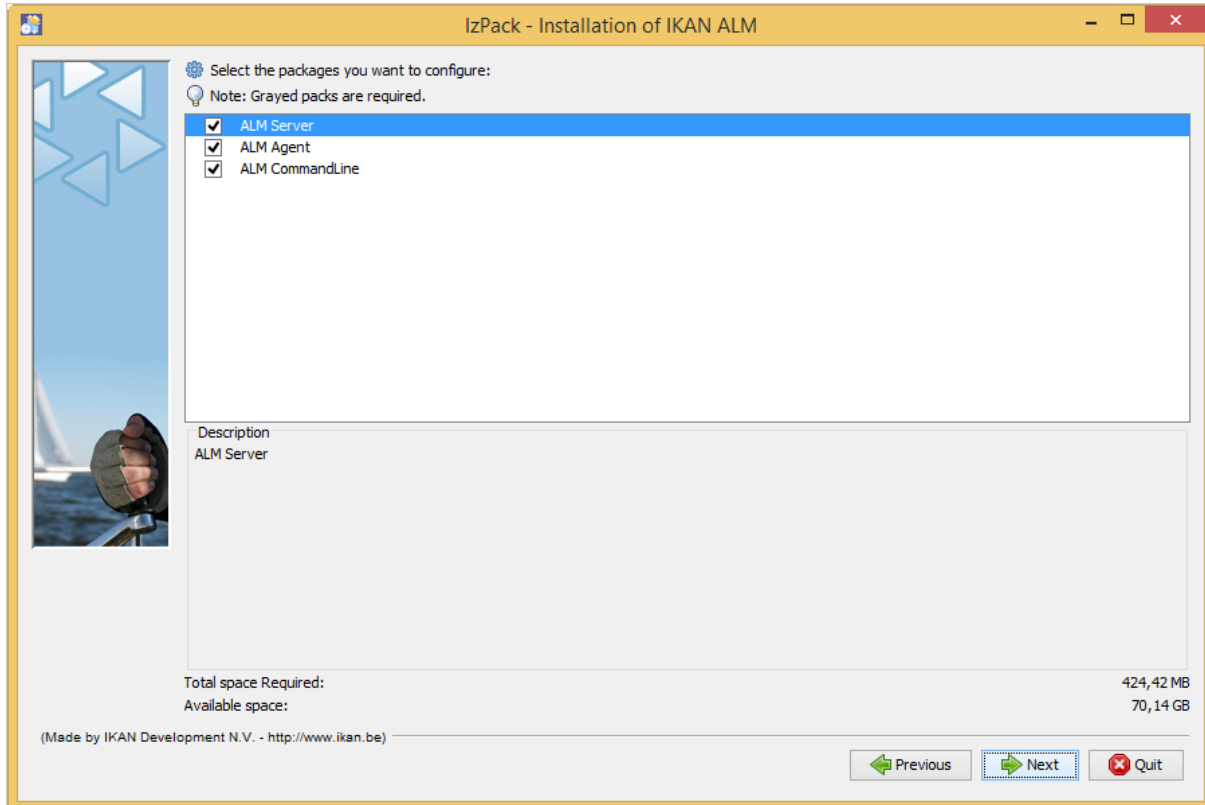 IzPack - Installation of IKAN ALM
Select the packages you want to configure:
Note: Grayed packs are required.
ALM Server
ALM Agent
ALM CommandLine
Description
ALM Server
Total space Required: 424,42 MB
Available space: 70,14 GB
(Made by IKAN Development N.V. - http://www.ikan.be)
Previous Next Quit